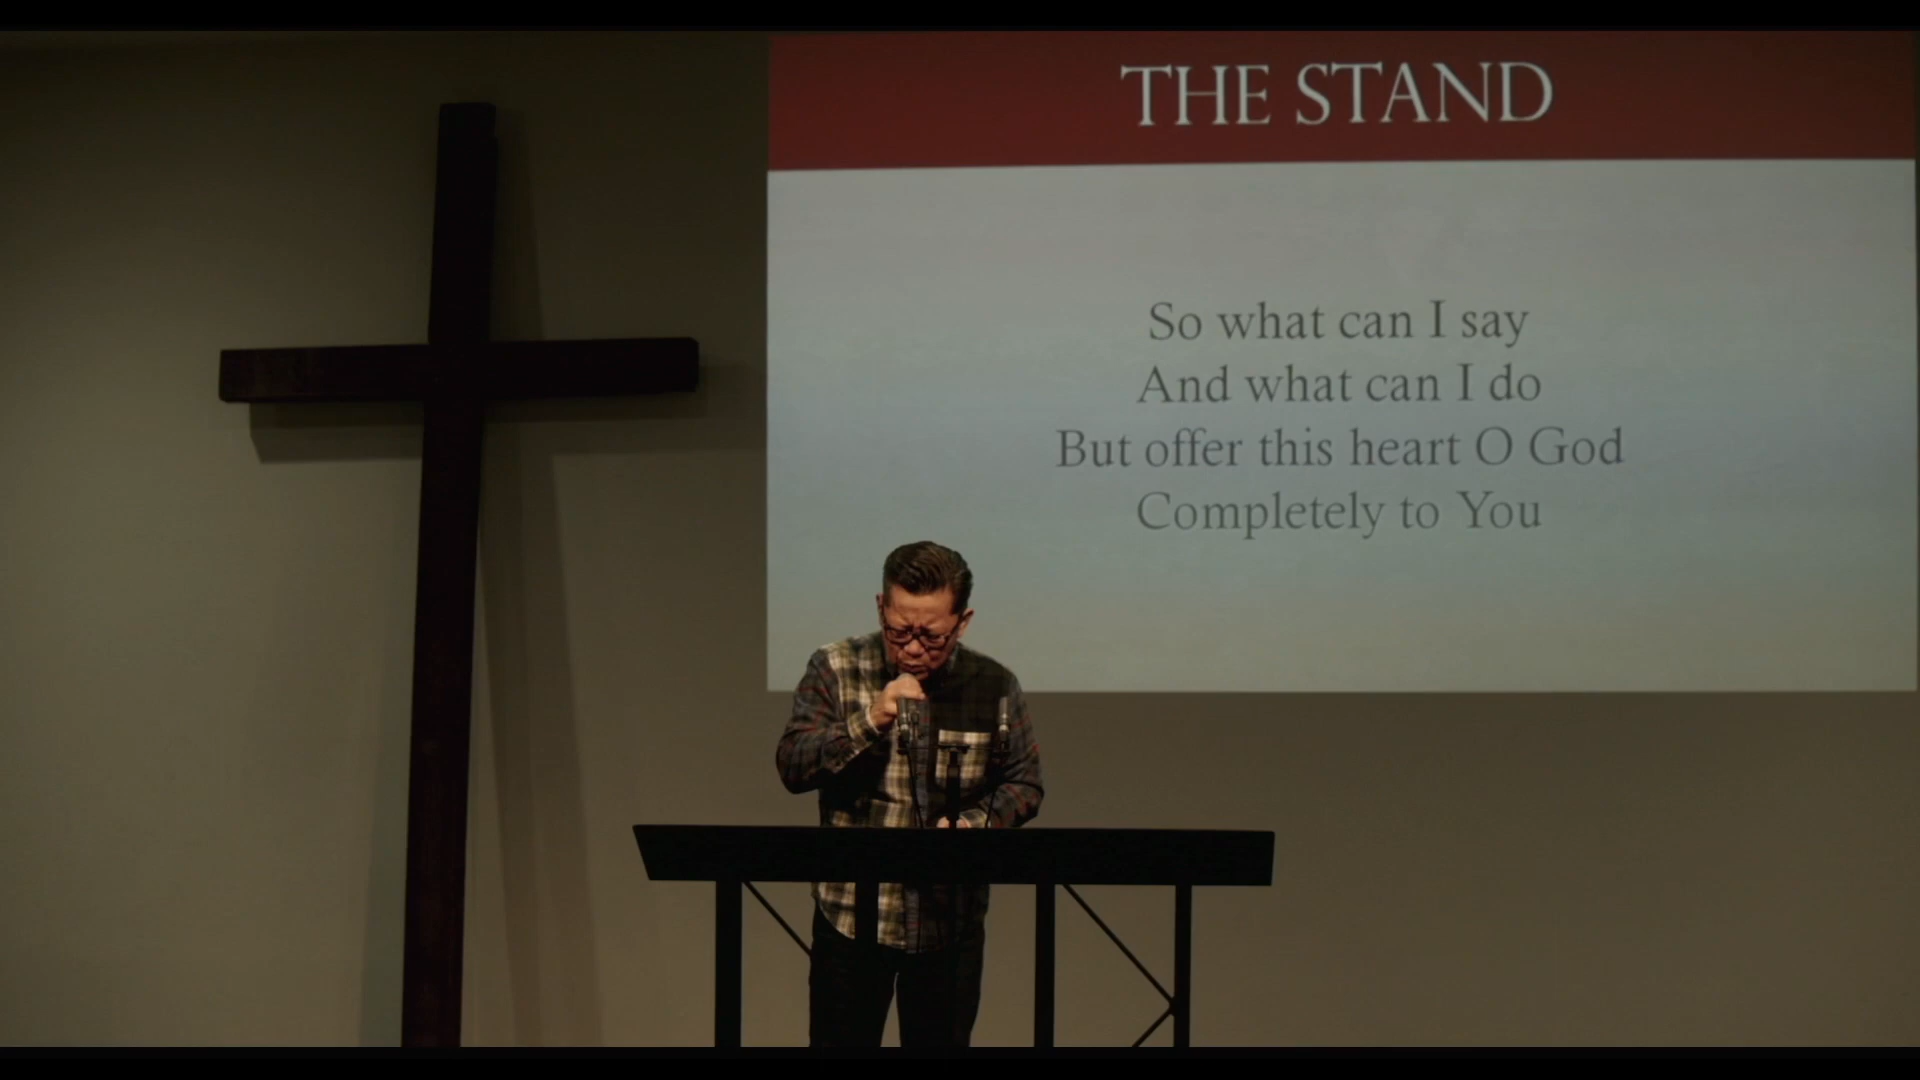 THE STAND
So what can I say
And what can I do
But offer this heart O God
Completely to You